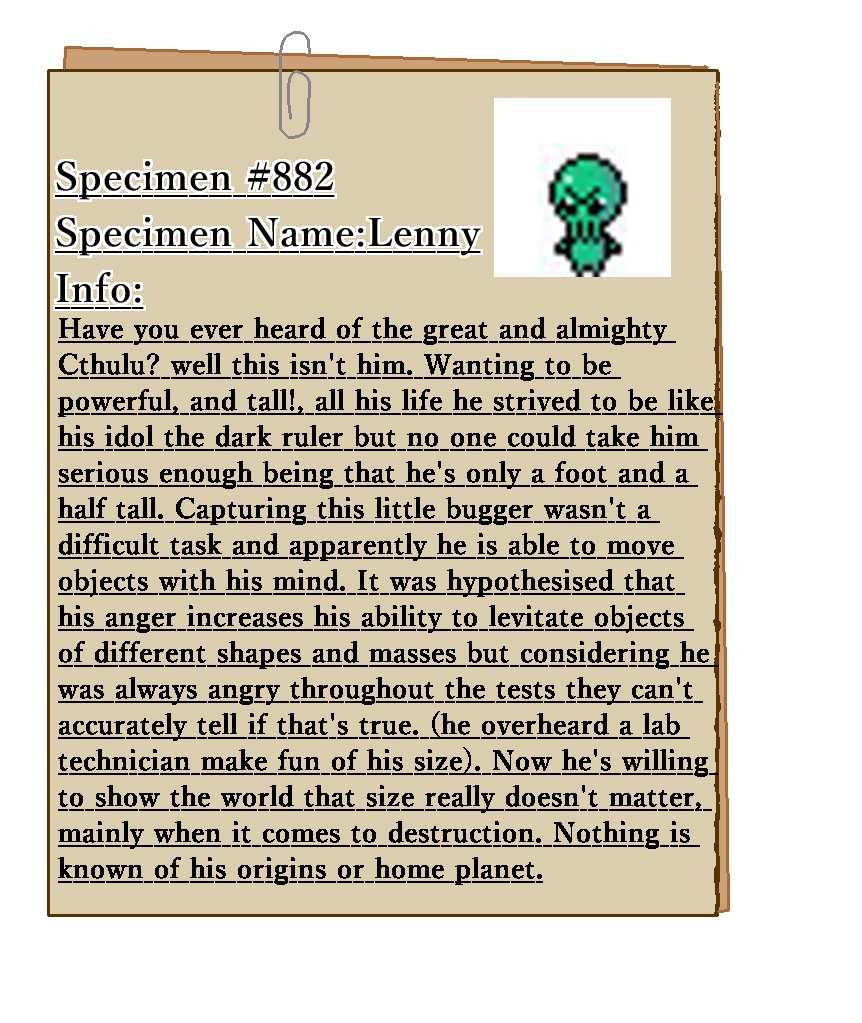 Specimen #882
Specimen Name:Lenny
Info:
Have you ever heard of the great and almighty
Cthulu? well this isn't him. Wanting to be
powerful, and tall!, all his life he strived to be like
his idol the dark ruler but no one could take him
serious enough being that he's only a foot and a
half tall. Capturing this little bugger wasn't a
difficult task and apparently he is able to move
objects with his mind. It was hypothesised that
his anger increases his ability to levitate objects
of different shapes and masses but considering he
was always angry throughout the tests they can't
accurately tell if that's true. (he overheard a lab
technician make fun of his size). Now he's willing
to show the world that size really doesn't matter,
mainly when it comes to destruction. Nothing is
known of his origins or home planet.